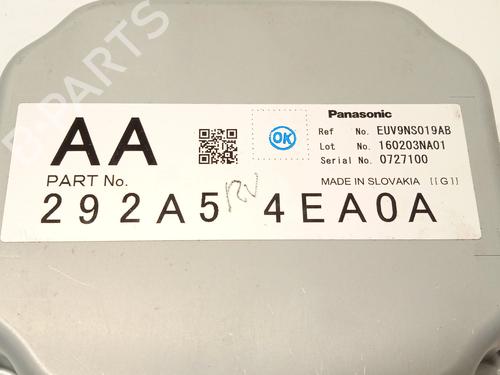 AA
OK
Panasonic
Ref No. EUV9NS019AB
Lot No. 160203NA01
Serial No. 0727100
PART No.
MADE IN SLOVAKIA [[G]]
292A5 4EA0A